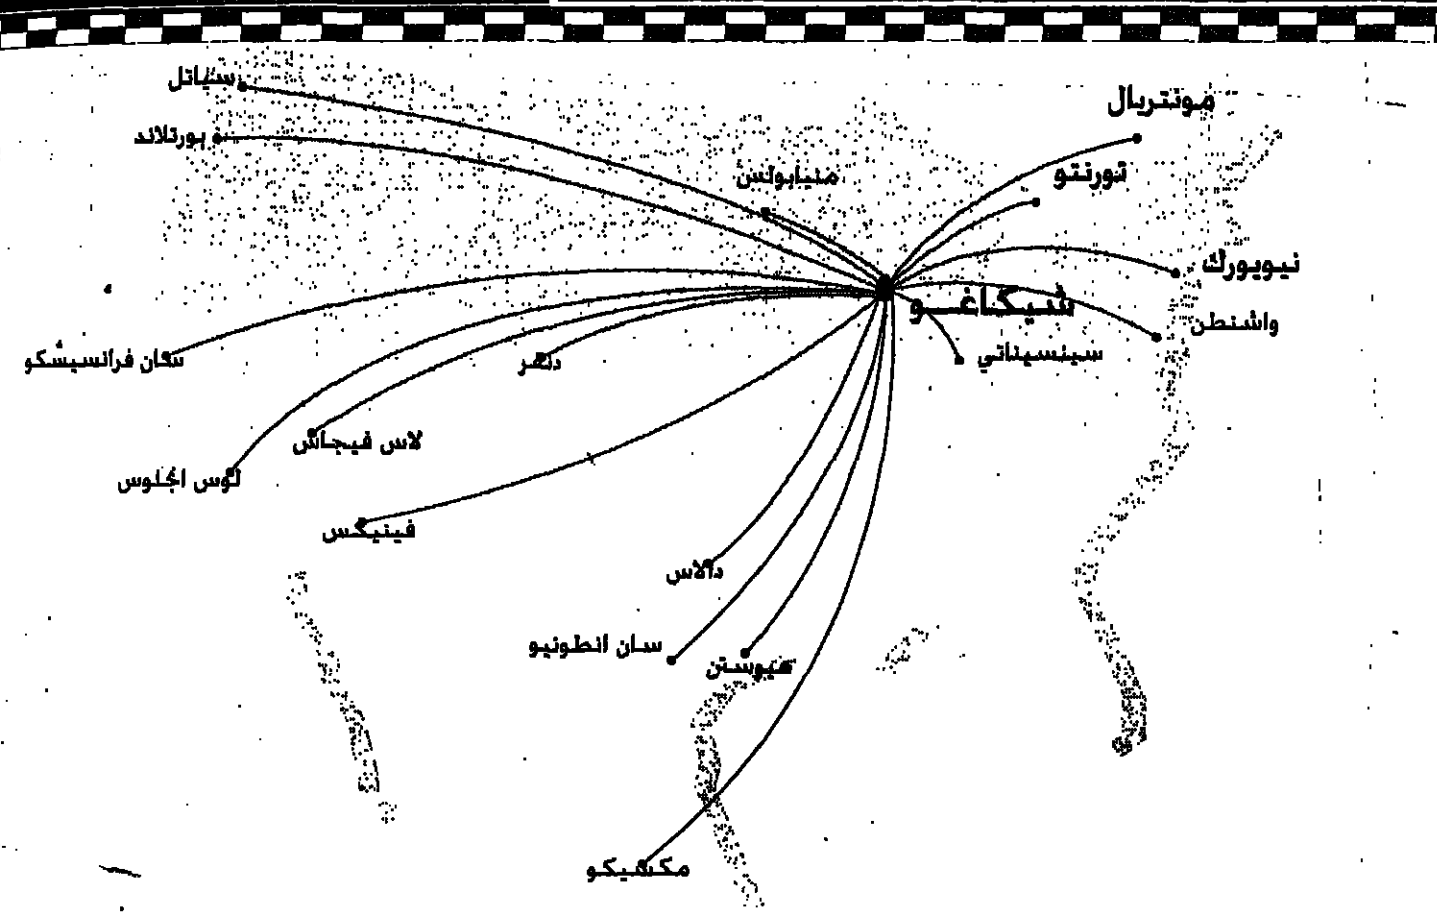 سياتل
مونتريال
بورتلاند
تورنتو
منيابولس
نيويورك
شيكاغو
واشنطن
سينسيناتي
سان فرانسيسكو
دنفر
لاس فيجاس
لوس انجلوس
فينيكس
دالاس
سان انطونيو
هيوستن
مكسيكو